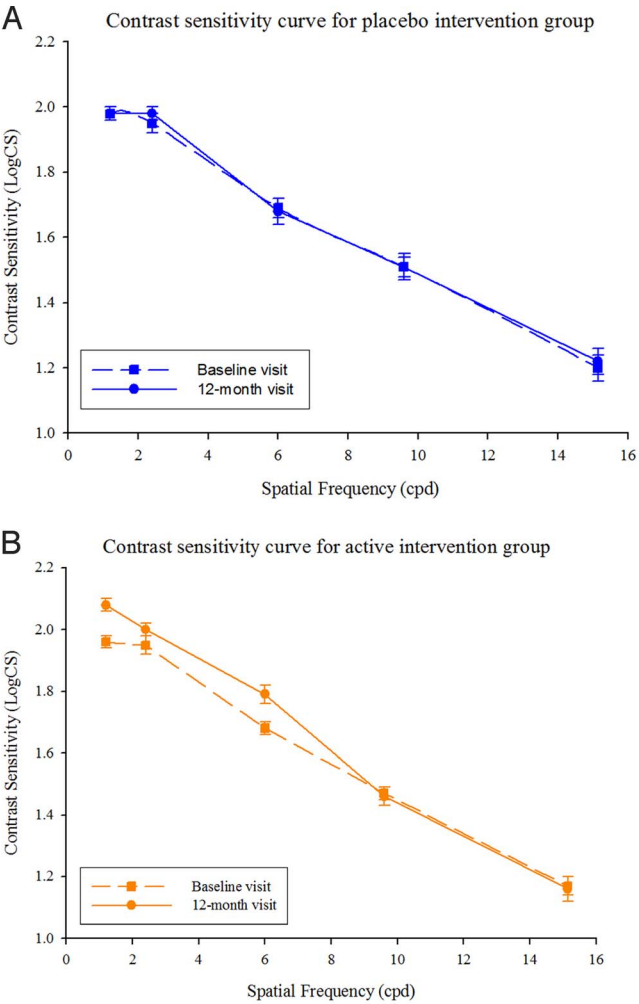 A
Contrast sensitivity curve for placebo intervention group
2.2
2.0
1.8
1.6
1.4
1.2
1.0
Contrast Sensitivity (LogCS)
Baseline visit
12-month visit
0 2 4 6 8 10 12 14 16
Spatial Frequency (cpd)
B
Contrast sensitivity curve for active intervention group
2.2
2.0
1.8
1.6
1.4
1.2
1.0
Contrast Sensitivity (LogCS)
Baseline visit
12-month visit
0 2 4 6 8 10 12 14 16
Spatial Frequency (cpd)